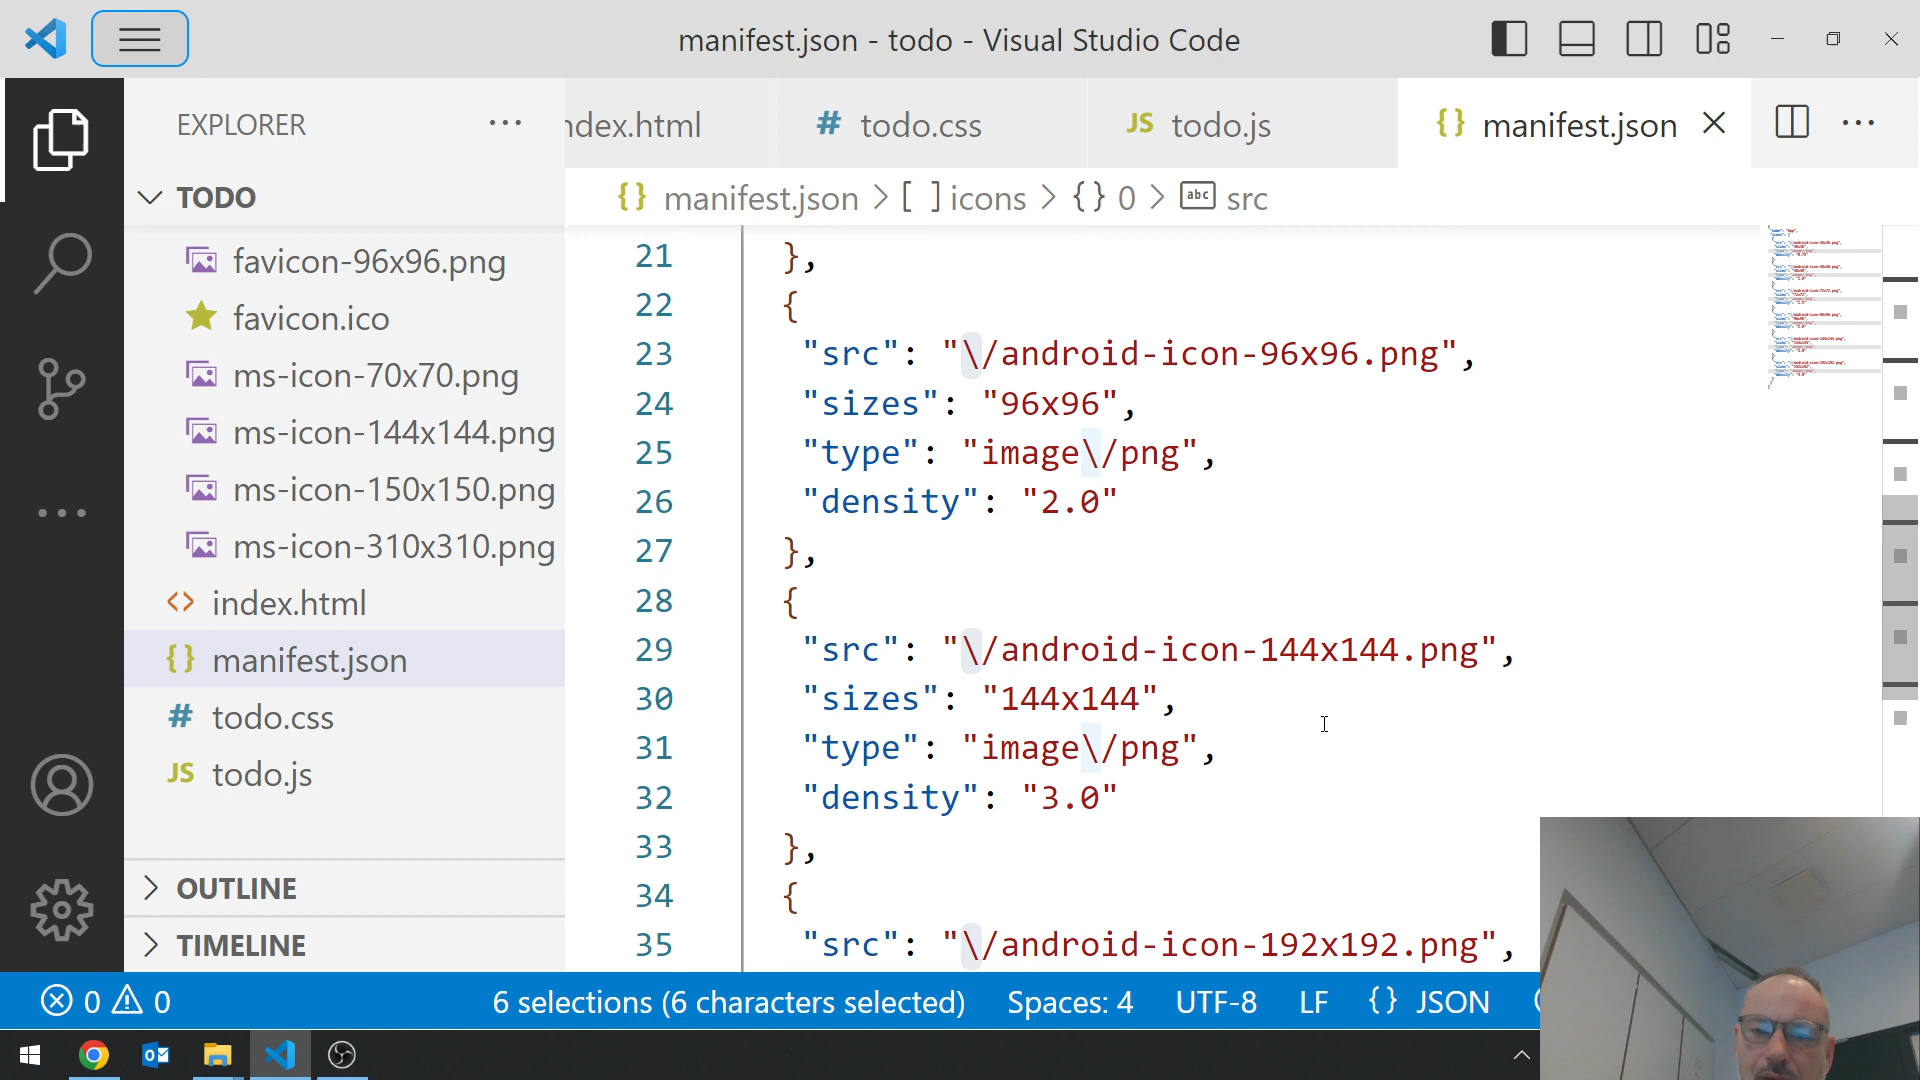 manifest.json - todo - Visual Studio Code
EXPLORER
TODO
favicon-96x96.png
favicon.ico
ms-icon-70x70.png
ms-icon-144x144.png
ms-icon-150x150.png
ms-icon-310x310.png
<> index.html
{} manifest.json
# todo.css
JS todo.js
OUTLINE
TIMELINE
ndex.html # todo.css JS todo.js {} manifest.json
{} manifest.json > [ ] icons > {} 0 > abc src
21 },
22 {
23 "src": "\/android-icon-96x96.png",
24 "sizes": "96x96",
25 "type": "image\/png",
26 "density": "2.0"
27 },
28 {
29 "src": "\/android-icon-144x144.png",
30 "sizes": "144x144",
31 "type": "image\/png",
32 "density": "3.0"
33 },
34 {
35 "src": "\/android-icon-192x192.png",
0 0 6 selections (6 characters selected) Spaces: 4 UTF-8 LF {} JSON